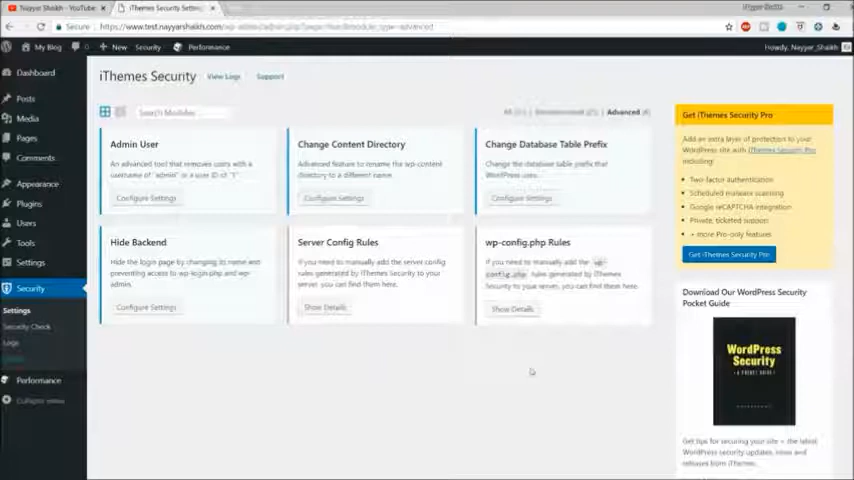 Nayyar Shaikh - YouTube
iThemes Security Settin
Secure
My Blog
0
New
Security
Performance
Howdy, Nayyar_Shaikh
Dashboard
Posts
Media
Pages
Comments
Appearance
Plugins
Users
Tools
Settings
Security
Settings
Security Check
Logs
Performance
Collapse menu
iThemes Security
View Logs
Support
Search Modules
Advanced
Admin User
An advanced tool that removes users with a
username of "admin" or a user ID of "1".
Configure Settings
Change Content Directory
Advanced feature to rename the wp-content
directory to a different name.
Configure Settings
Change Database Table Prefix
Change the database table prefix that
WordPress uses.
Configure Settings
Hide Backend
Hide the login page by changing its name and
preventing access to wp-login.php and wp-
admin.
Configure Settings
Server Config Rules
If you need to manually add the server config
rules generated by iThemes Security to your
server, you can find them here.
Show Details
wp-config.php Rules
If you need to manually add the wp-
config.php rules generated by iThemes
Security to your server, you can find them here.
Show Details
Get iThemes Security Pro
Add an extra layer of protection to your
WordPress site with iThemes Security Pro,
including:
Two-factor authentication
Scheduled malware scanning
Google reCAPTCHA integration
Private, ticketed support
+ more Pro-only features
Get iThemes Security Pro
Download Our WordPress Security
Pocket Guide
WordPress
Security
A POCKET GUIDE
Get tips for securing your site + the latest
WordPress security updates, news and
releases from iThemes.